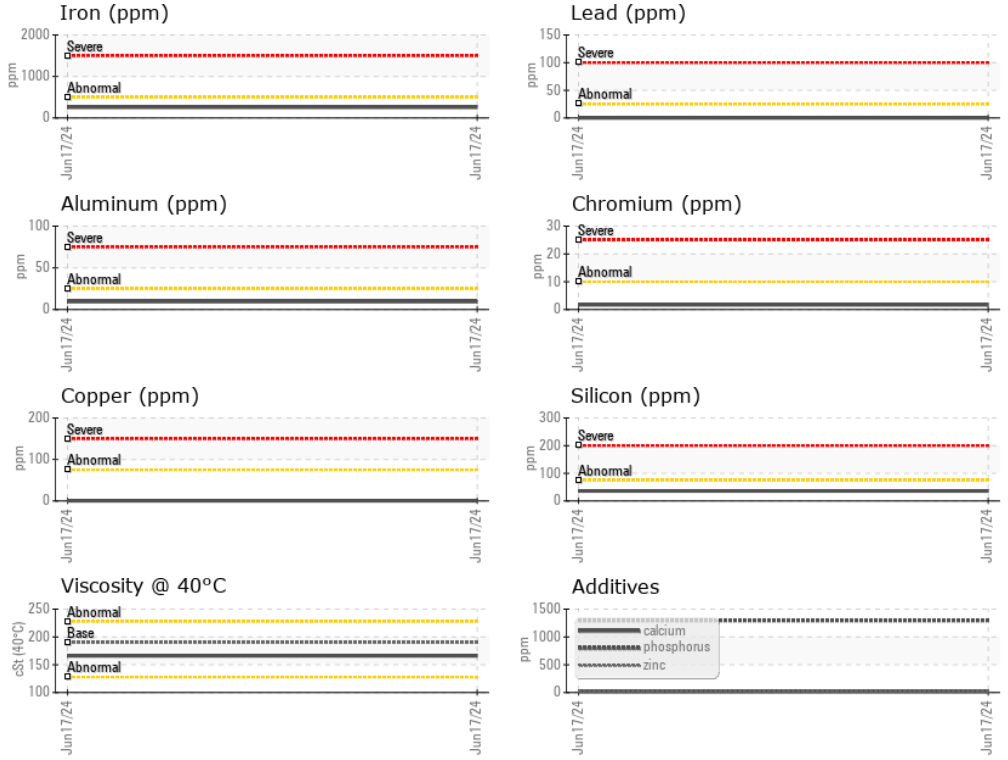 Iron (ppm)
2000
1000
0
ppm
Severe
Abnormal
Jun17/24
Jun17/24
Lead (ppm)
150
100
50
0
ppm
Severe
Abnormal
Jun17/24
Jun17/24
Aluminum (ppm)
100
50
0
ppm
Severe
Abnormal
Jun17/24
Jun17/24
Chromium (ppm)
30
20
10
0
ppm
Severe
Abnormal
Jun17/24
Jun17/24
Copper (ppm)
200
100
0
ppm
Severe
Abnormal
Jun17/24
Jun17/24
Silicon (ppm)
300
200
100
0
ppm
Severe
Abnormal
Jun17/24
Jun17/24
Viscosity @ 40°C
250
200
150
100
cSt (40°C)
Abnormal
Base
Abnormal
Jun17/24
Jun17/24
Additives
1500
1000
500
0
ppm
calcium
phosphorus
zinc
Jun17/24
Jun17/24